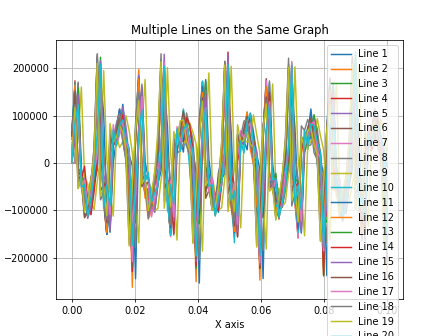 Multiple Lines on the Same Graph
200000
100000
0
−100000
−200000
0.00
0.02
0.04
0.06
X axis
Line 1
Line 2
Line 3
Line 4
Line 5
Line 6
Line 7
Line 8
Line 9
Line 10
Line 11
Line 12
Line 13
Line 14
Line 15
Line 16
Line 17
Line 18
Line 19
Line 20